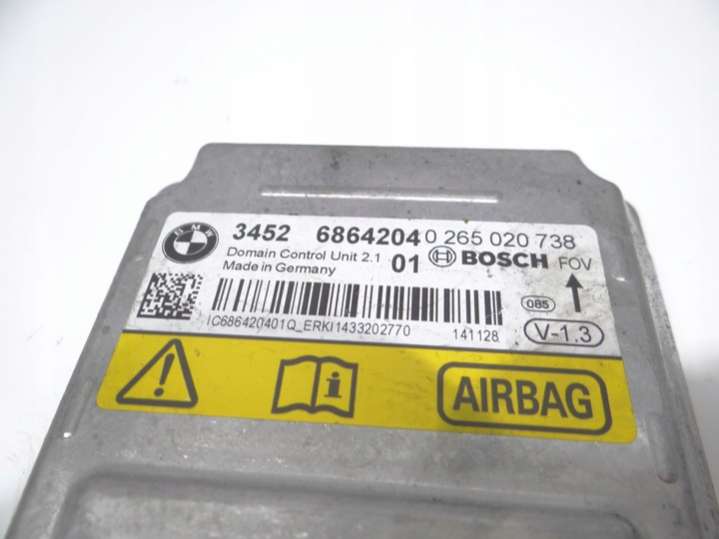 BMW 3452 6864204 0 265 020 738
Domain Control Unit 2.1 01 BOSCH FOV
Made in Germany
085
IC686420401Q_ERKI1433202770 141128 V-1.3
i AIRBAG